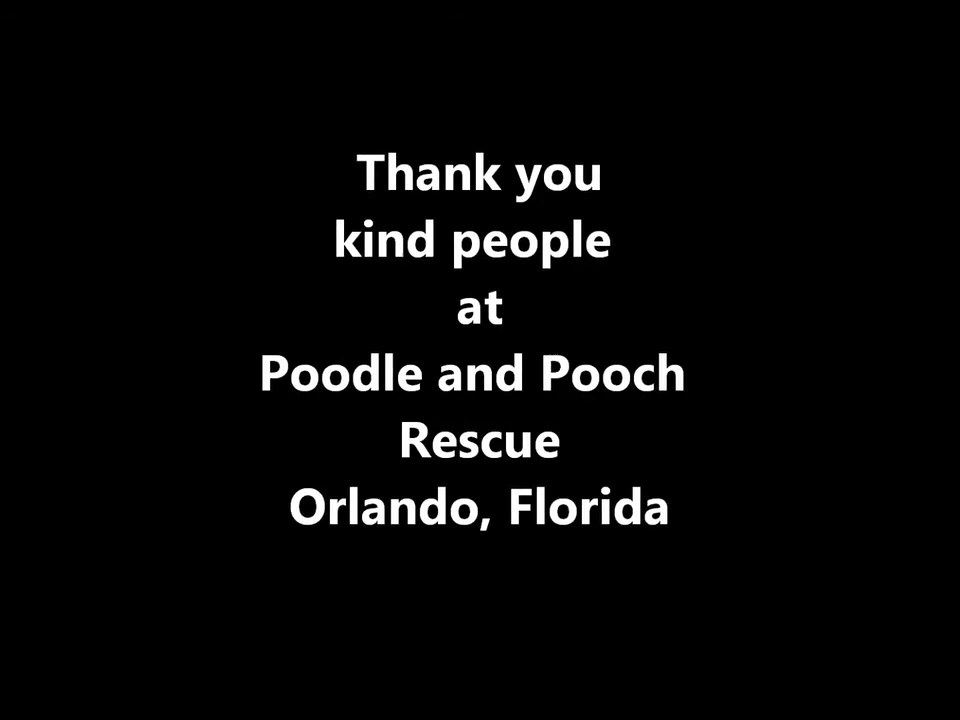 Thank you
kind people
at
Poodle and Pooch
Rescue
Orlando, Florida